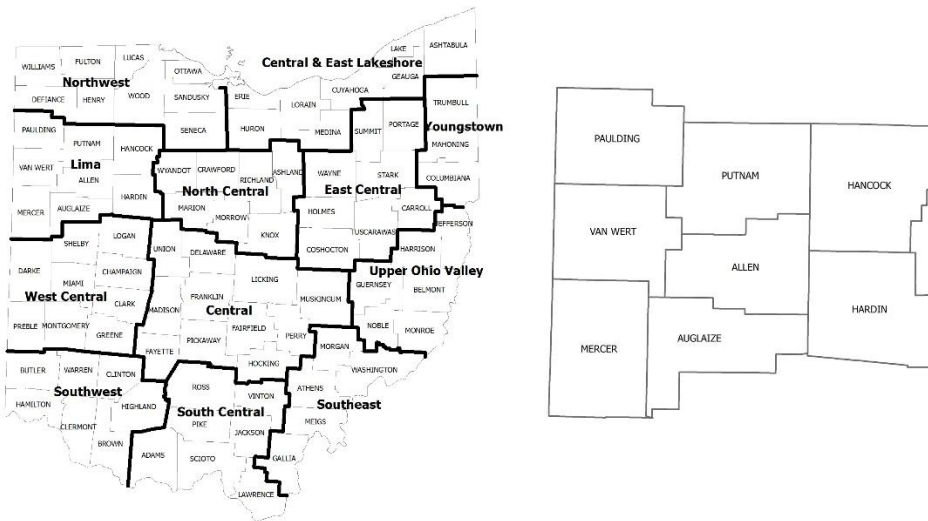 LAKE
ASHTABULA
LUCAS
FULTON
WILLIAMS
OTTAWA
Central & East Lakeshore
GEAUGA
Northwest
CUYAHOGA
DEFIANCE
HENRY
WOOD
SANDUSKY
ERIE
LORAIN
TRUMBULL
SENECA
HURON
MEDINA
SUMMIT
PORTAGE
Youngstown
PAULDING
PUTNAM
HANCOCK
MAHONING
VAN WERT
Lima
ALLEN
WYANDOT
CRAWFORD
RICHLAND
ASHLAND
WAYNE
STARK
COLUMBIANA
North Central
East Central
HARDIN
MARION
MORROW
HOLMES
CARROLL
MERCER
AUGLAIZE
KNOX
TUSCARAWAS
JEFFERSON
LOGAN
SHELBY
UNION
DELAWARE
COSHOCTON
HARRISON
DARKE
CHAMPAIGN
LICKING
Upper Ohio Valley
MIAMI
GUERNSEY
BELMONT
West Central
CLARK
MADISON
FRANKLIN
MUSKINGUM
Central
PREBLE
MONTGOMERY
GREENE
FAIRFIELD
PERRY
NOBLE
MONROE
FAYETTE
PICKAWAY
MORGAN
HOCKING
WASHINGTON
BUTLER
WARREN
CLINTON
ROSS
VINTON
ATHENS
Southwest
HAMILTON
HIGHLAND
South Central
Southeast
CLERMONT
PIKE
MEIGS
BROWN
JACKSON
ADAMS
SCIOTO
GALLIA
LAWRENCE
PAULDING
PUTNAM
HANCOCK
VAN WERT
ALLEN
HARDIN
MERCER
AUGLAIZE